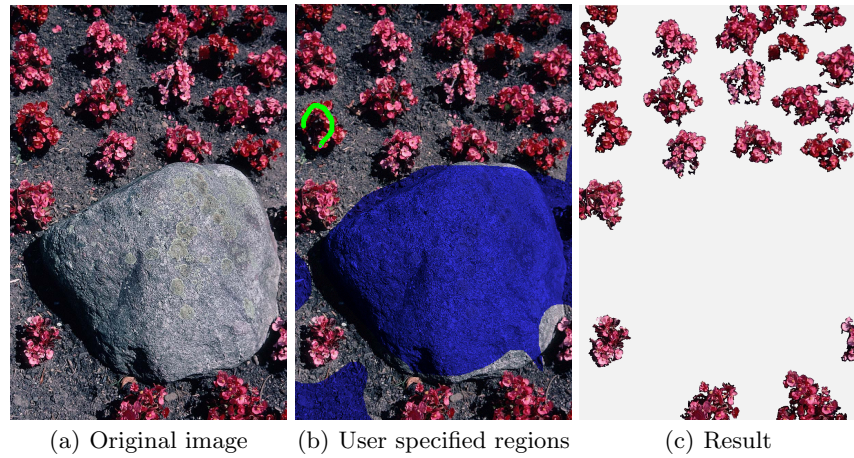 (a) Original image
(b) User specified regions
(c) Result